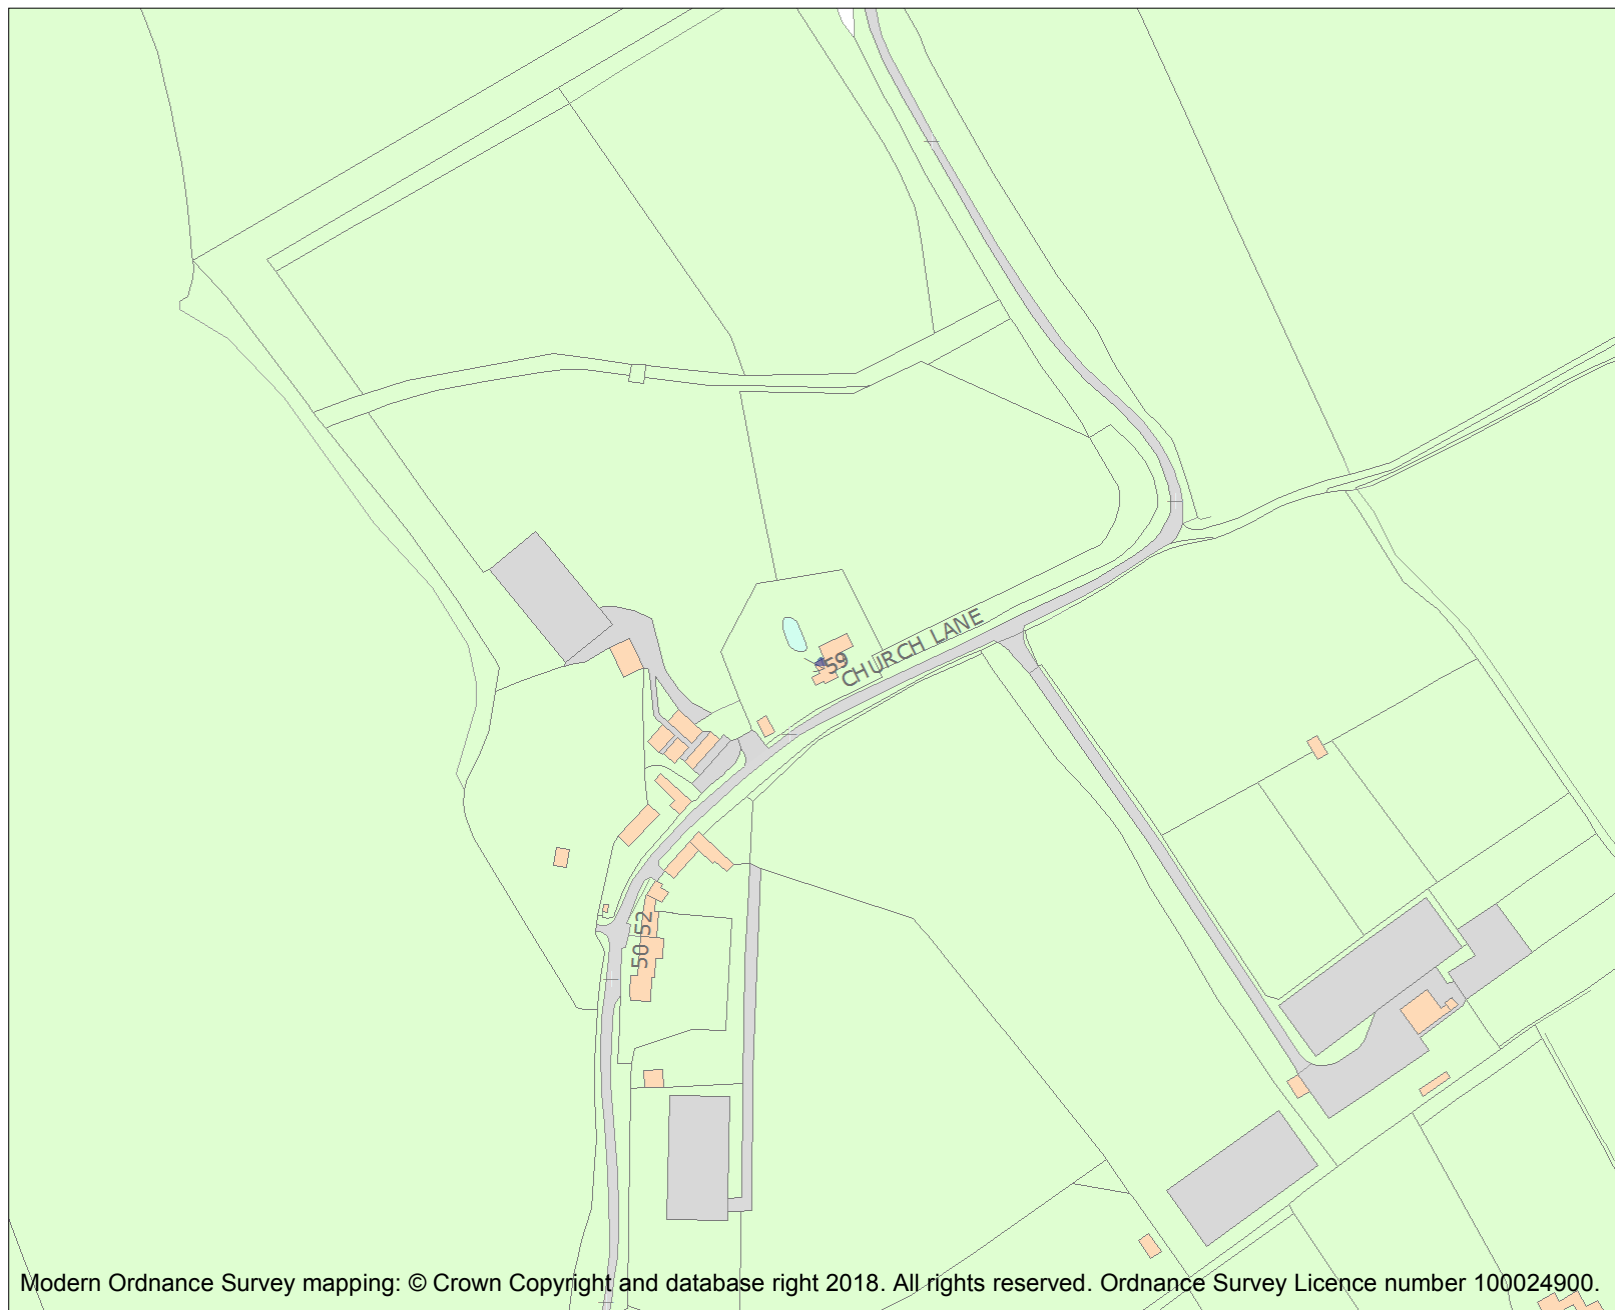 59
CHURCH LANE
50 52
Modern Ordnance Survey mapping: © Crown Copyright and database right 2018. All rights reserved. Ordnance Survey Licence number 100024900.